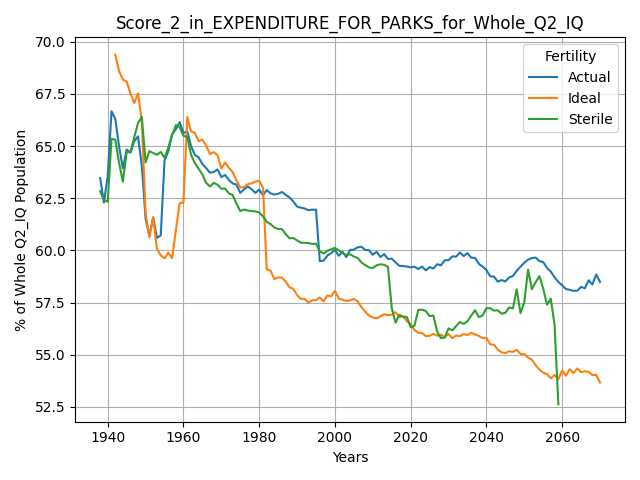 Score_2_in_EXPENDITURE_FOR_PARKS_for_Whole_Q2_IQ
Fertility
Actual
Ideal
Sterile
% of Whole Q2_IQ Population
70.0
67.5
65.0
62.5
60.0
57.5
55.0
52.5
1940 1960 1980 2000 2020 2040 2060
Years